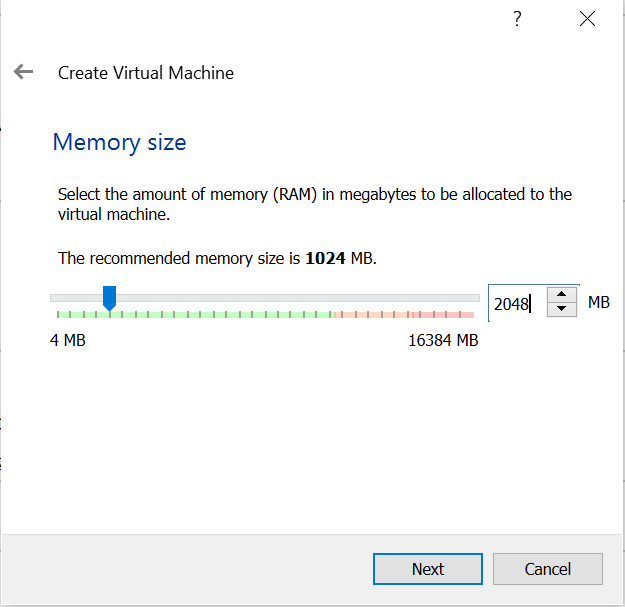 ?
Create Virtual Machine
Memory size
Select the amount of memory (RAM) in megabytes to be allocated to the
virtual machine.
The recommended memory size is 1024 MB.
2048 MB
4 MB 16384 MB
Next Cancel